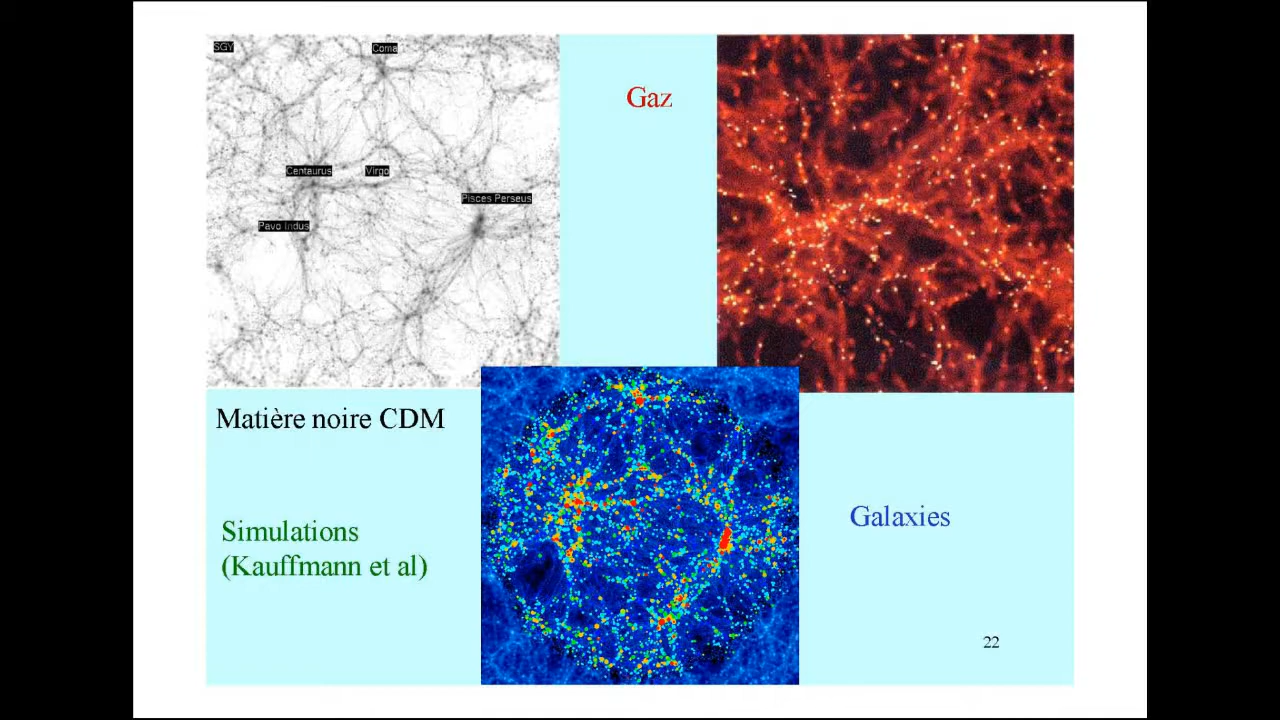 SGY
Coma
Centaurus
Virgo
Pisces Perseus
Pavo Indus
Gaz
Matière noire CDM
Simulations
(Kauffmann et al)
Galaxies
22